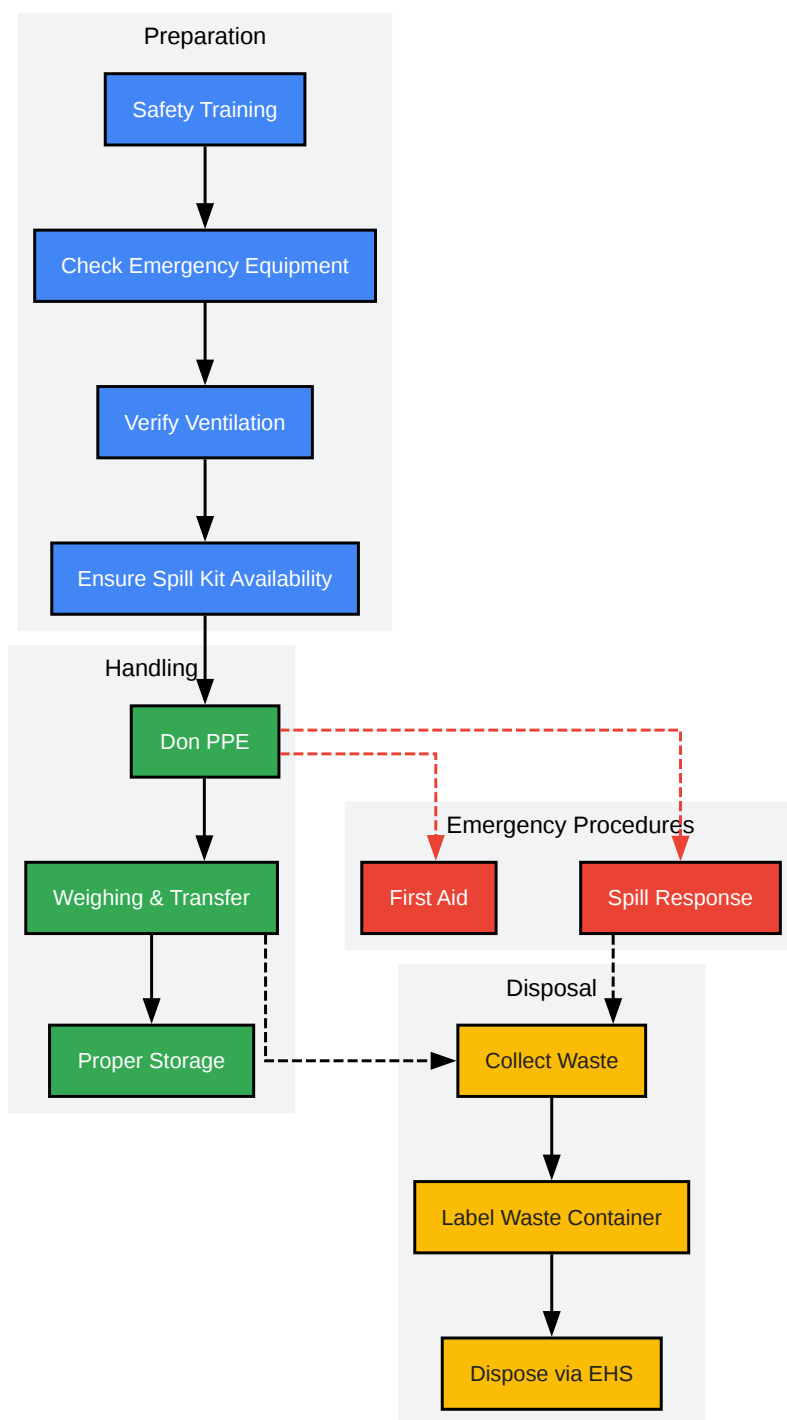 Preparation
Safety Training
Check Emergency Equipment
Verify Ventilation
Ensure Spill Kit Availability
Handling
Don PPE
Weighing & Transfer
Proper Storage
Emergency Procedures
First Aid
Spill Response
Disposal
Collect Waste
Label Waste Container
Dispose via EHS